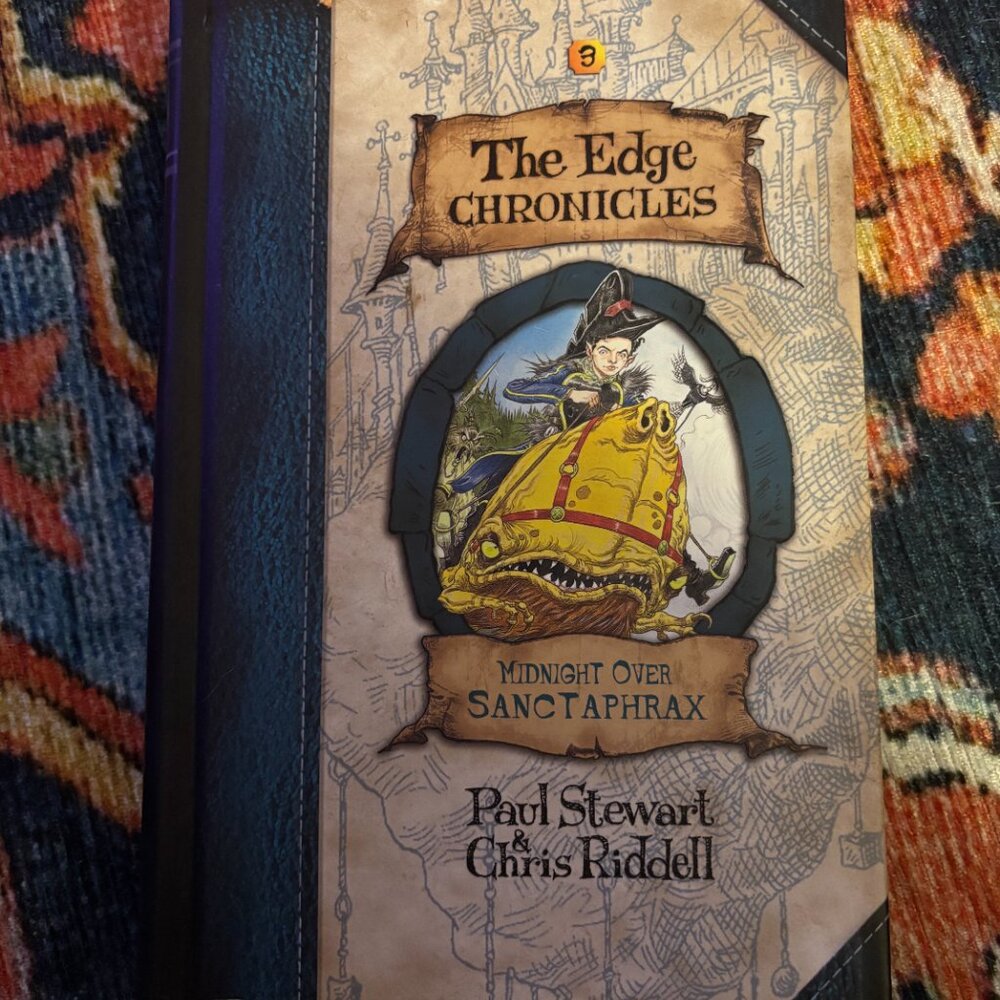 3
The Edge
CHRONICLES
MIDNIGHT OVER
SANCTAPHRAX
Paul Stewart
&
Chris Riddell